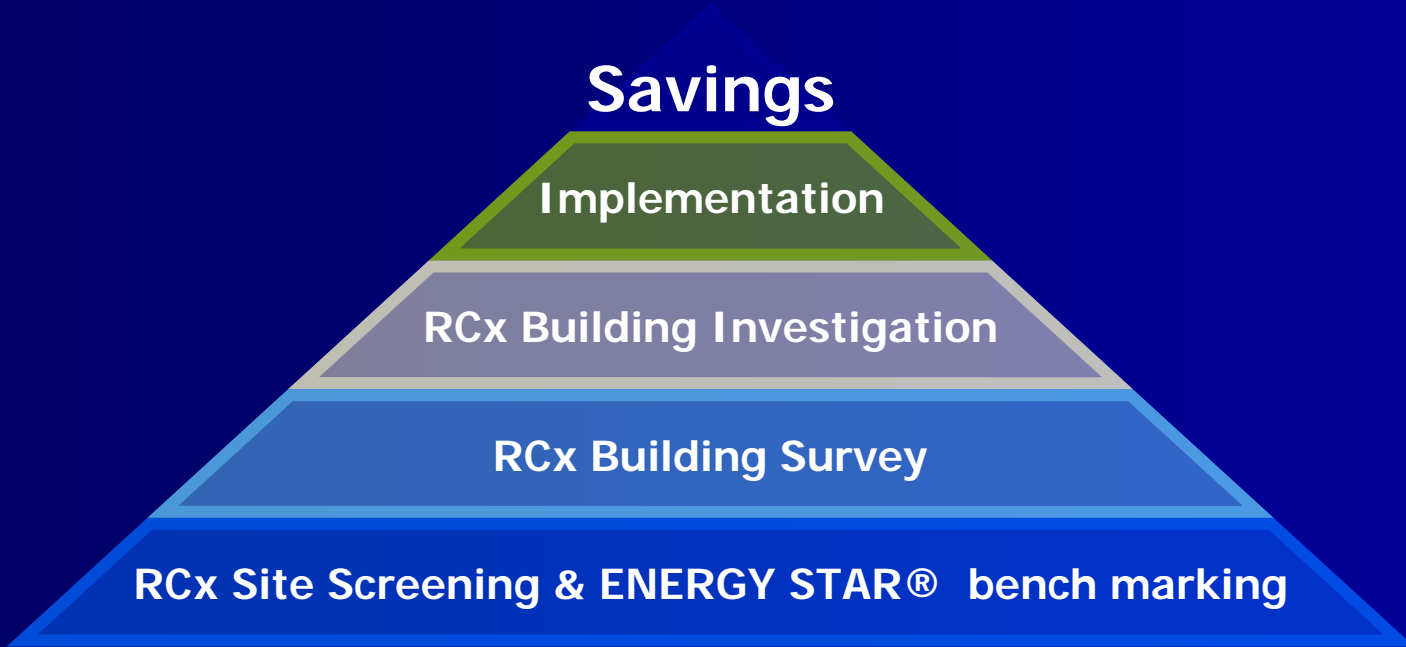 Savings
Implementation
RCx Building Investigation
RCx Building Survey
RCx Site Screening & ENERGY STAR® bench marking